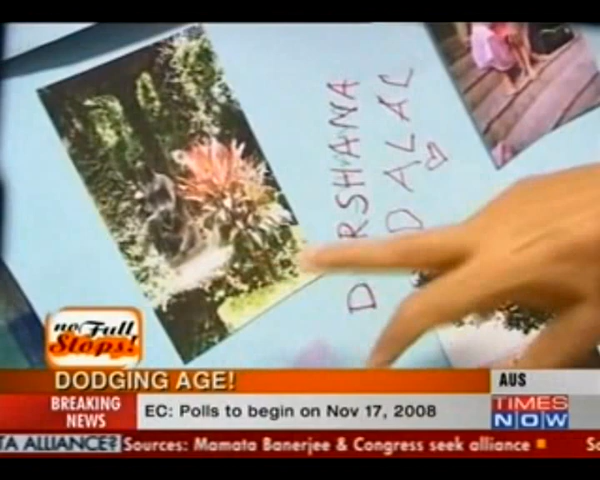 D RSHANA
DALAL
no Full
Stops!
DODGING AGE!
AUS
BREAKING
NEWS
EC: Polls to begin on Nov 17, 2008
TIMES
NOW
TA ALLIANCE? Sources: Mamata Banerjee & Congress seek alliance